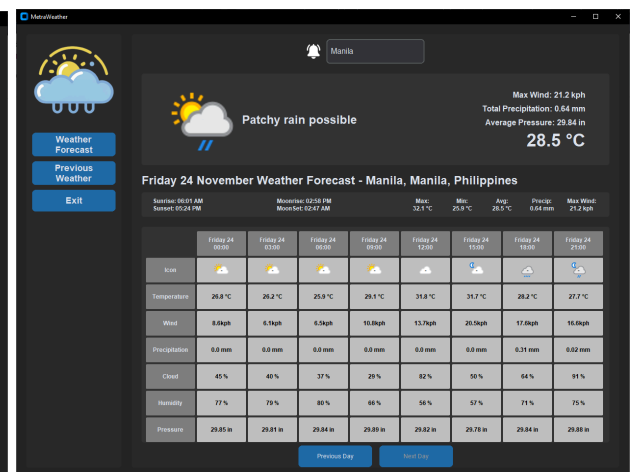 MetraWeather
Manila
Weather
Forecast
Previous
Weather
Exit
Patchy rain possible
Max Wind: 21.2 kph
Total Precipitation: 0.64 mm
Average Pressure: 29.84 in
28.5 °C
Friday 24 November Weather Forecast - Manila, Manila, Philippines
Sunrise: 06:01 AM Moonrise: 02:58 PM Max: Min: Avg: Precip: Max Wind:
Sunset: 05:24 PM MoonSet: 02:47 AM 32.1 °C 25.9 °C 28.5 °C 0.64 mm 21.2 kph
Friday 24 Friday 24 Friday 24 Friday 24 Friday 24 Friday 24 Friday 24 Friday 24
00:00 03:00 06:00 09:00 12:00 15:00 18:00 21:00
Icon
Temperature 26.8 °C 26.2 °C 25.9 °C 29.1 °C 31.8 °C 31.7 °C 28.2 °C 27.7 °C
Wind 8.6kph 6.1kph 6.5kph 10.8kph 13.7kph 20.5kph 17.6kph 16.6kph
Precipitation 0.0 mm 0.0 mm 0.0 mm 0.0 mm 0.0 mm 0.0 mm 0.31 mm 0.02 mm
Cloud 45 % 40 % 37 % 29 % 82 % 50 % 64 % 91 %
Humidity 77 % 79 % 80 % 66 % 56 % 57 % 71 % 75 %
Pressure 29.85 in 29.81 in 29.84 in 29.89 in 29.82 in 29.78 in 29.84 in 29.88 in
Previous Day Next Day